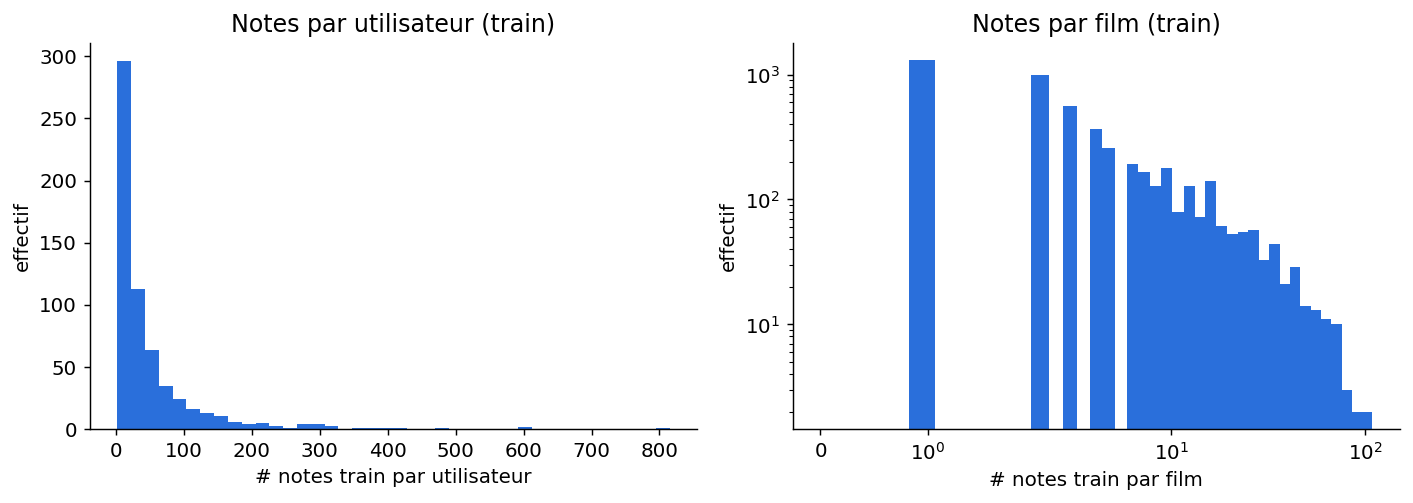 Notes par utilisateur (train)
effectif
300
250
200
150
100
50
0
0 100 200 300 400 500 600 700 800
# notes train par utilisateur
Notes par film (train)
effectif
10³
10²
10¹
0 10⁰ 10¹ 10²
# notes train par film